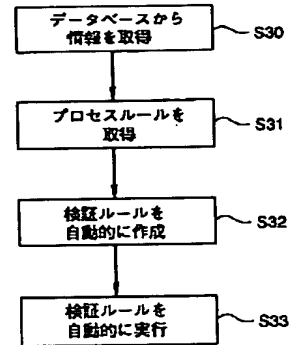 データベースから
情報を取得
S30
プロセスルールを
取得
S31
検証ルールを
自動的に作成
S32
検証ルールを
自動的に実行
S33